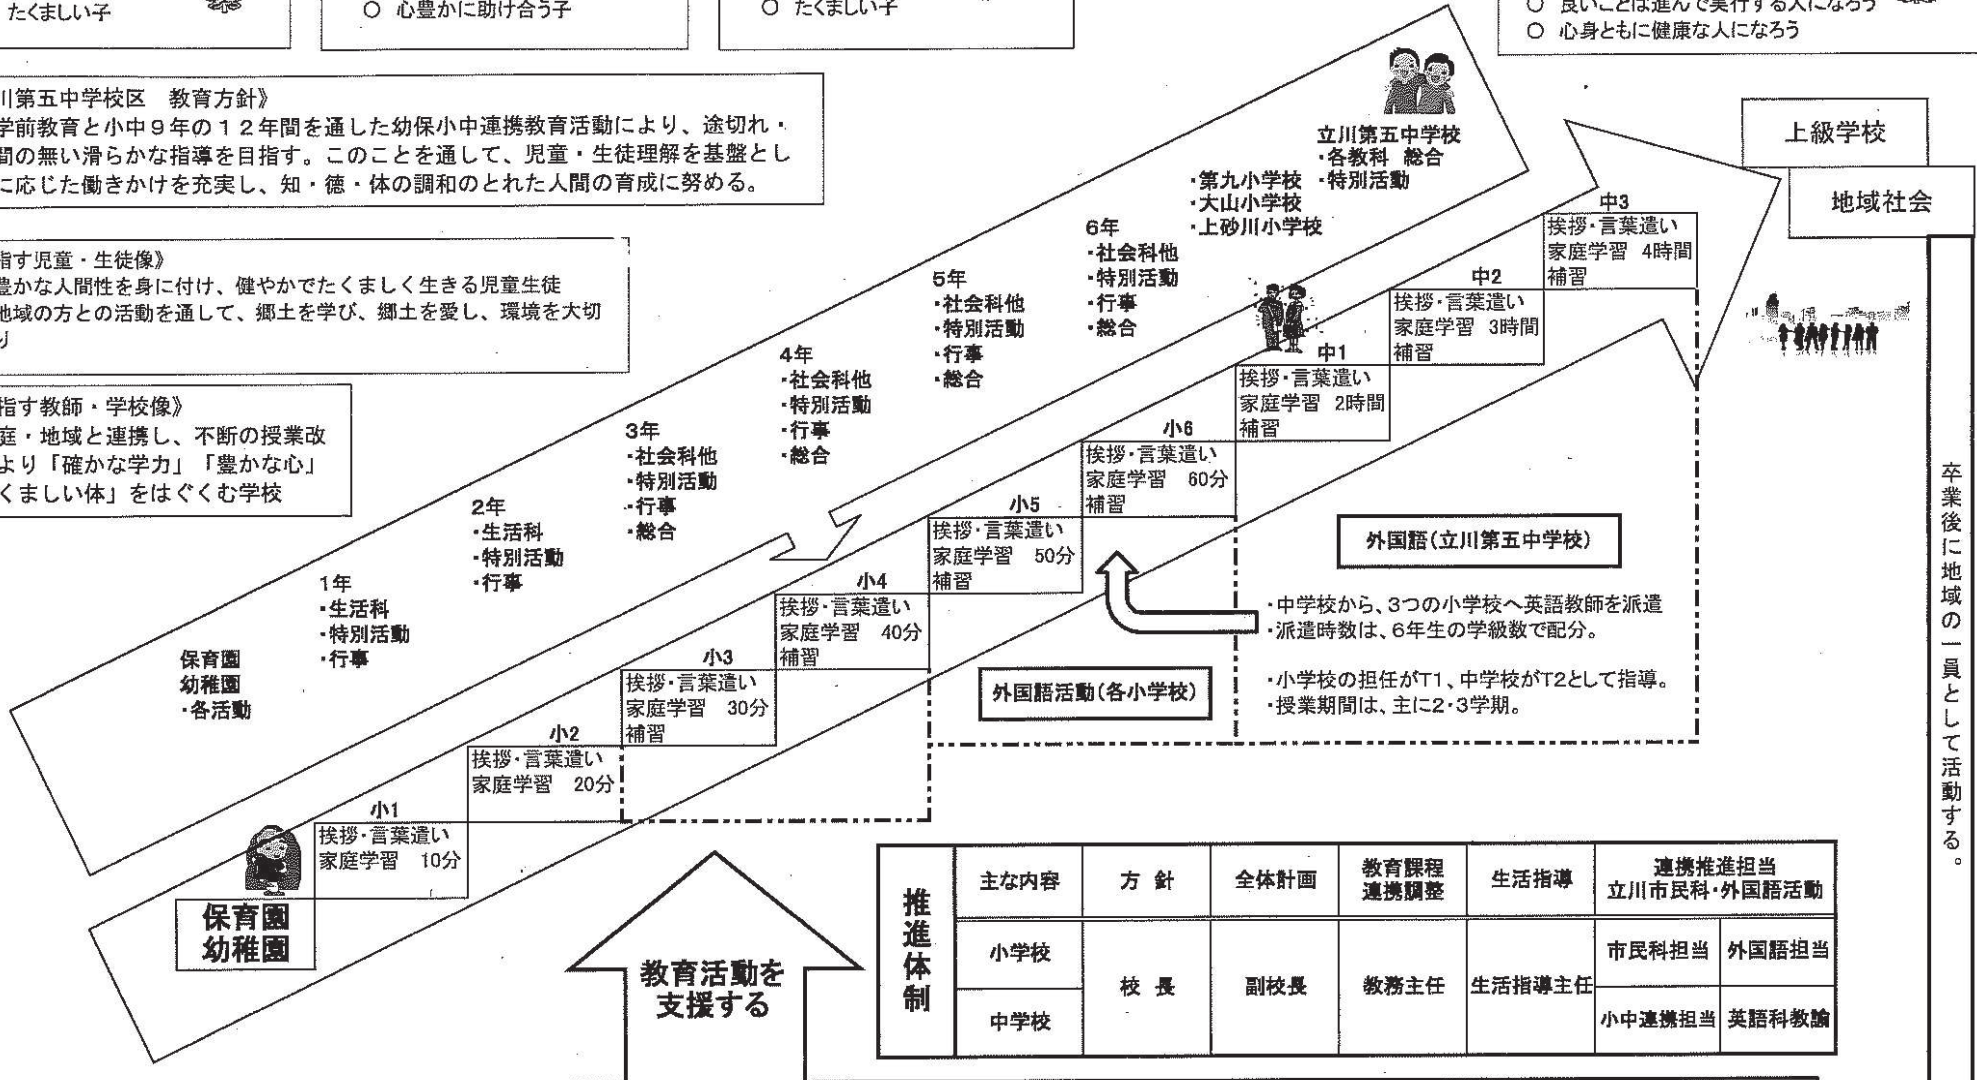 たくましい子
○ 心豊かに助け合う子
○ たくましい子
○ 良いことは進んで実行する人になろう
○ 心身ともに健康な人になろう
川第五中学校区　教育方針》
学前教育と小中９年の１２年間を通した幼保小中連携教育活動により、途切れ・
間の無い滑らかな指導を目指す。このことを通して、児童・生徒理解を基盤とし
に応じた働きかけを充実し、知・徳・体の調和のとれた人間の育成に努める。
指す児童・生徒像》
豊かな人間性を身に付け、健やかでたくましく生きる児童生徒
地域の方との活動を通して、郷土を学び、郷土を愛し、環境を大切
指す教師・学校像》
庭・地域と連携し、不断の授業改
より「確かな学力」「豊かな心」
くましい体」をはぐくむ学校
保育園
幼稚園
・各活動
1年
・生活科
・特別活動
・行事
2年
・生活科
・特別活動
・行事
3年
・社会科他
・特別活動
・行事
・総合
4年
・社会科他
・特別活動
・行事
・総合
5年
・社会科他
・特別活動
・行事
・総合
6年
・社会科他
・特別活動
・行事
・総合
・第九小学校
・大山小学校
・上砂川小学校
立川第五中学校
・各教科　総合
・特別活動
上級学校
地域社会
保育園
幼稚園
小1
挨拶・言葉遣い
家庭学習　10分
小2
挨拶・言葉遣い
家庭学習　20分
小3
挨拶・言葉遣い
家庭学習　30分
補習
小4
挨拶・言葉遣い
家庭学習　40分
補習
小5
挨拶・言葉遣い
家庭学習　50分
補習
小6
挨拶・言葉遣い
家庭学習　60分
補習
中1
挨拶・言葉遣い
家庭学習　2時間
補習
中2
挨拶・言葉遣い
家庭学習　3時間
補習
中3
挨拶・言葉遣い
家庭学習　4時間
補習
外国語（立川第五中学校）
・中学校から、3つの小学校へ英語教師を派遣
・派遣時数は、6年生の学級数で配分。
・小学校の担任がT1、中学校がT2として指導。
・授業期間は、主に2・3学期。
外国語活動（各小学校）
卒業後に地域の一員として活動する。
教育活動を
支援する
推進体制
主な内容
方 針
全体計画
教育課程
連携調整
生活指導
連携推進担当
立川市民科・外国語活動
小学校
中学校
校 長
副校長
教務主任
生活指導主任
市民科担当
外国語担当
小中連携担当
英語科教諭